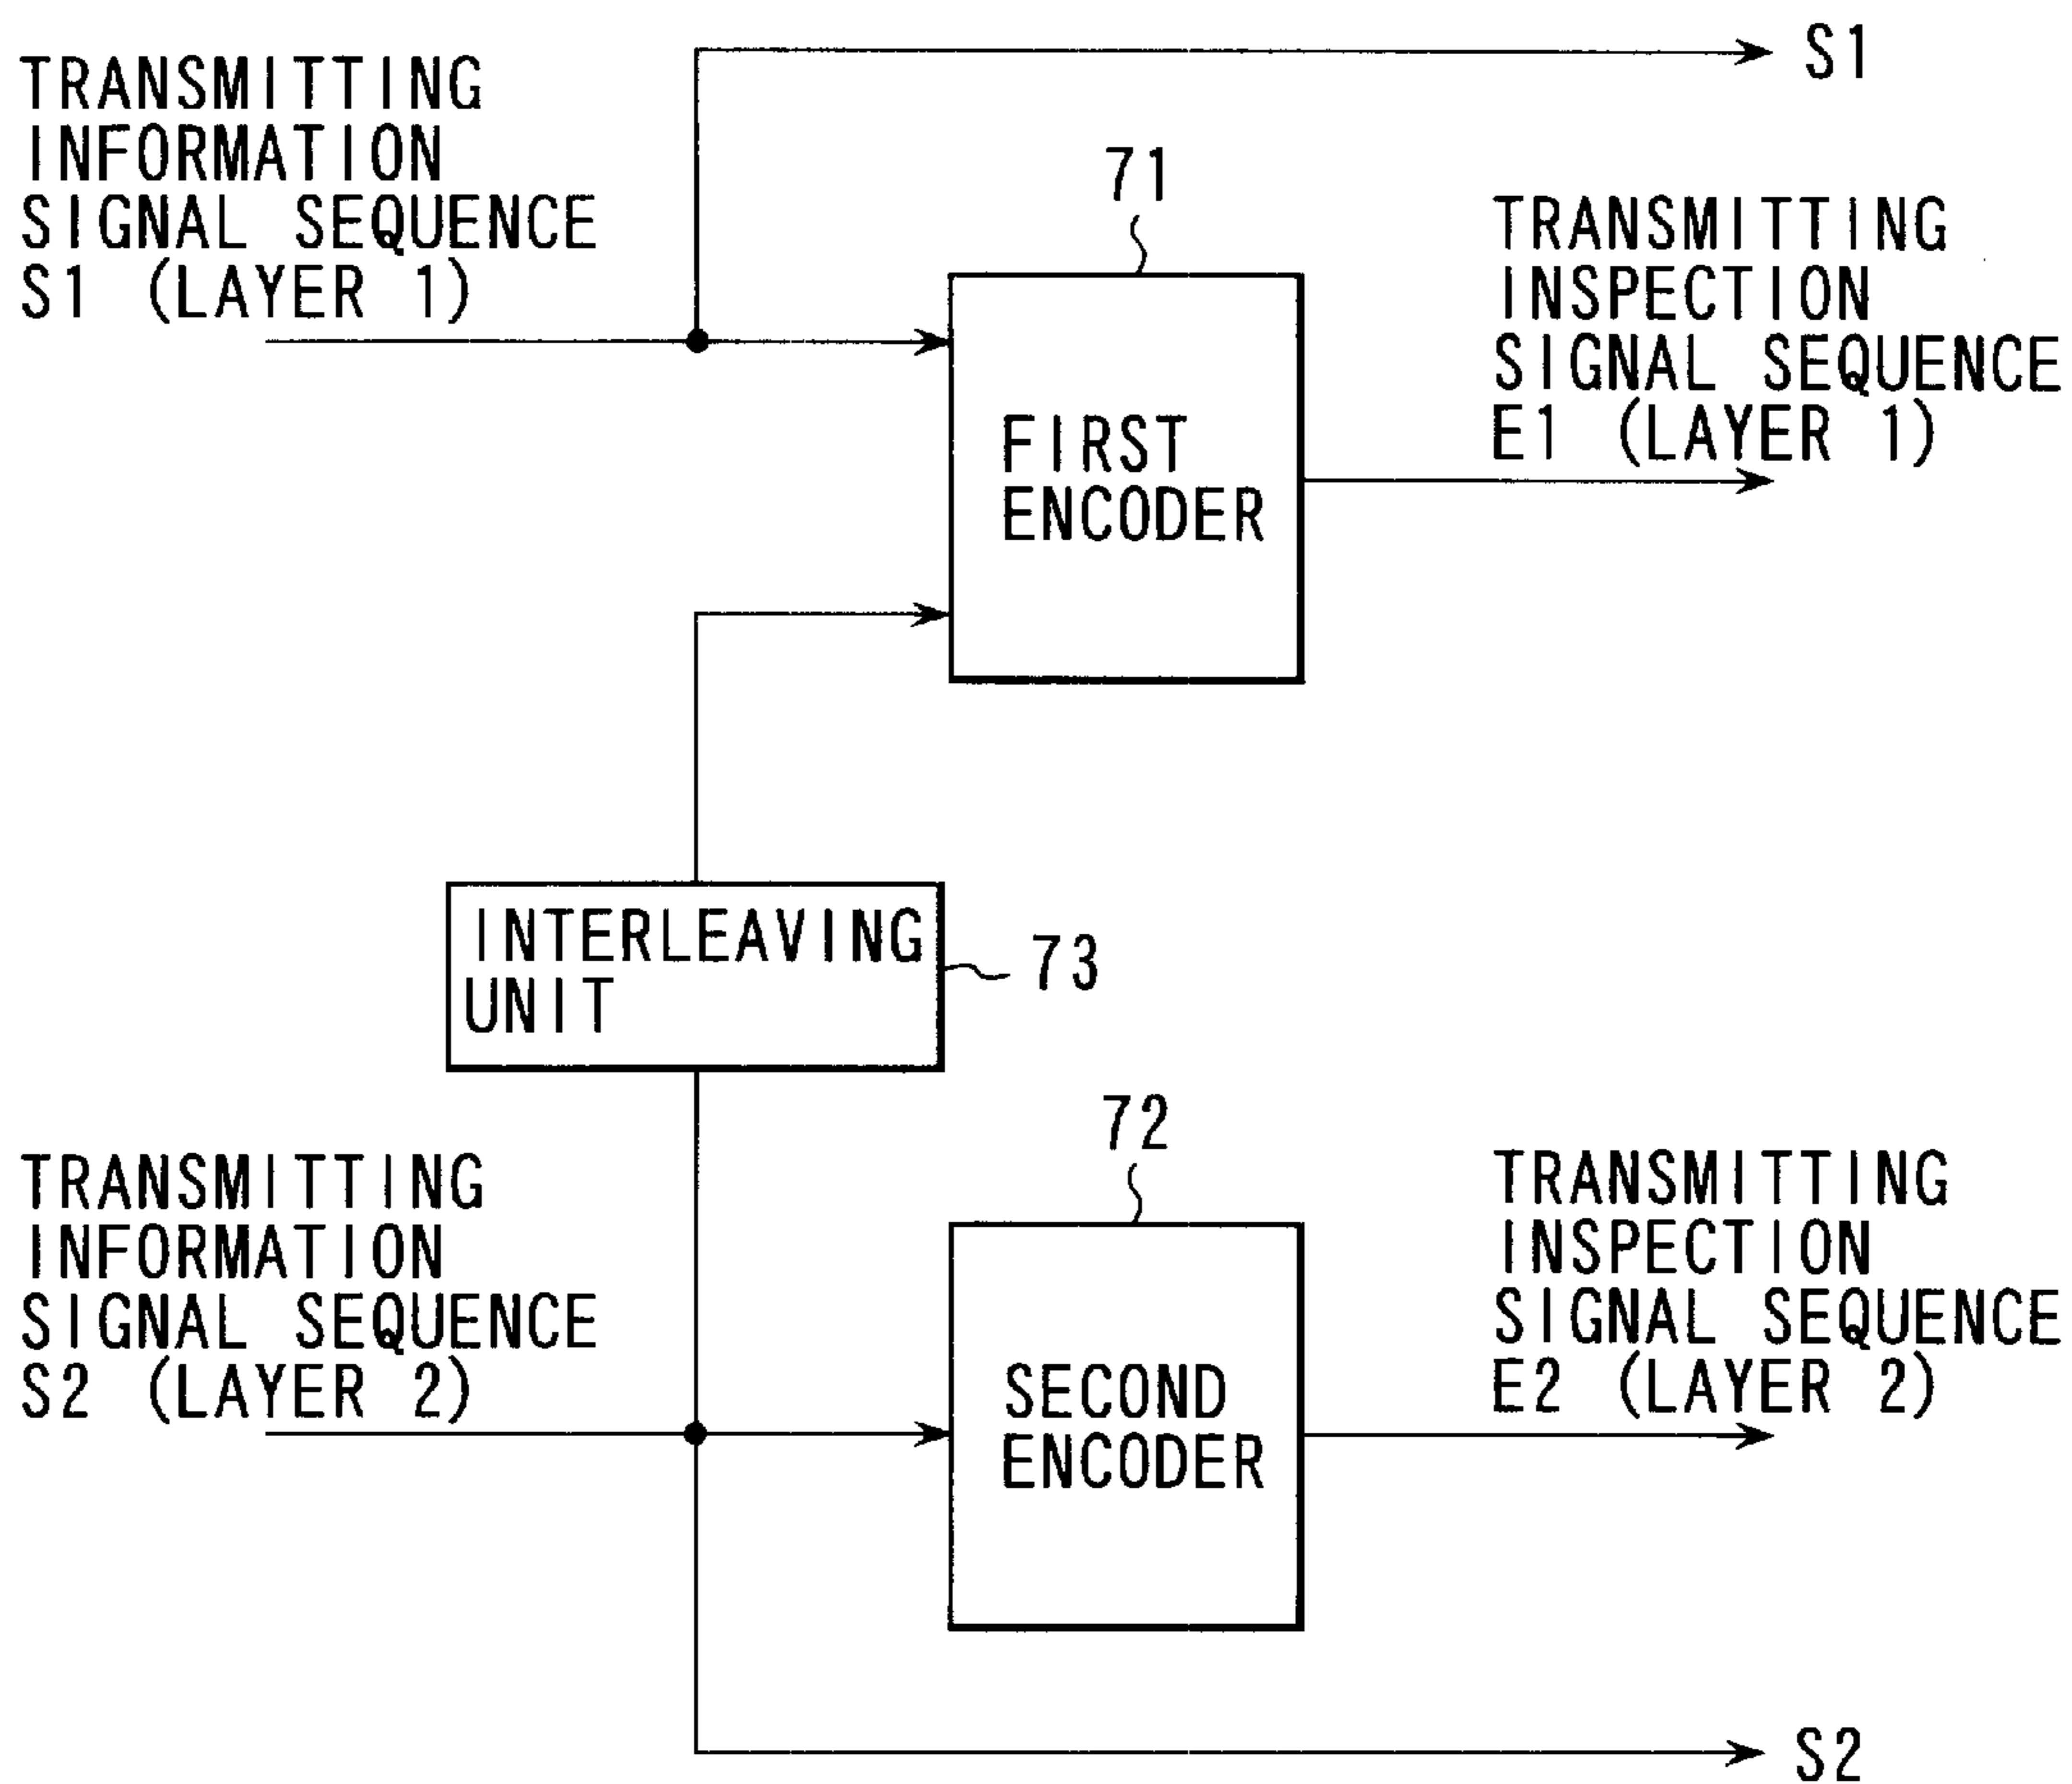 S1
TRANSMITTING
INFORMATION
SIGNAL SEQUENCE
S1 (LAYER 1)
71
TRANSMITTING
INSPECTION
SIGNAL SEQUENCE
E1 (LAYER 1)
FIRST
ENCODER
INTERLEAVING
UNIT
73
72
TRANSMITTING
INFORMATION
SIGNAL SEQUENCE
S2 (LAYER 2)
TRANSMITTING
INSPECTION
SIGNAL SEQUENCE
E2 (LAYER 2)
SECOND
ENCODER
S2